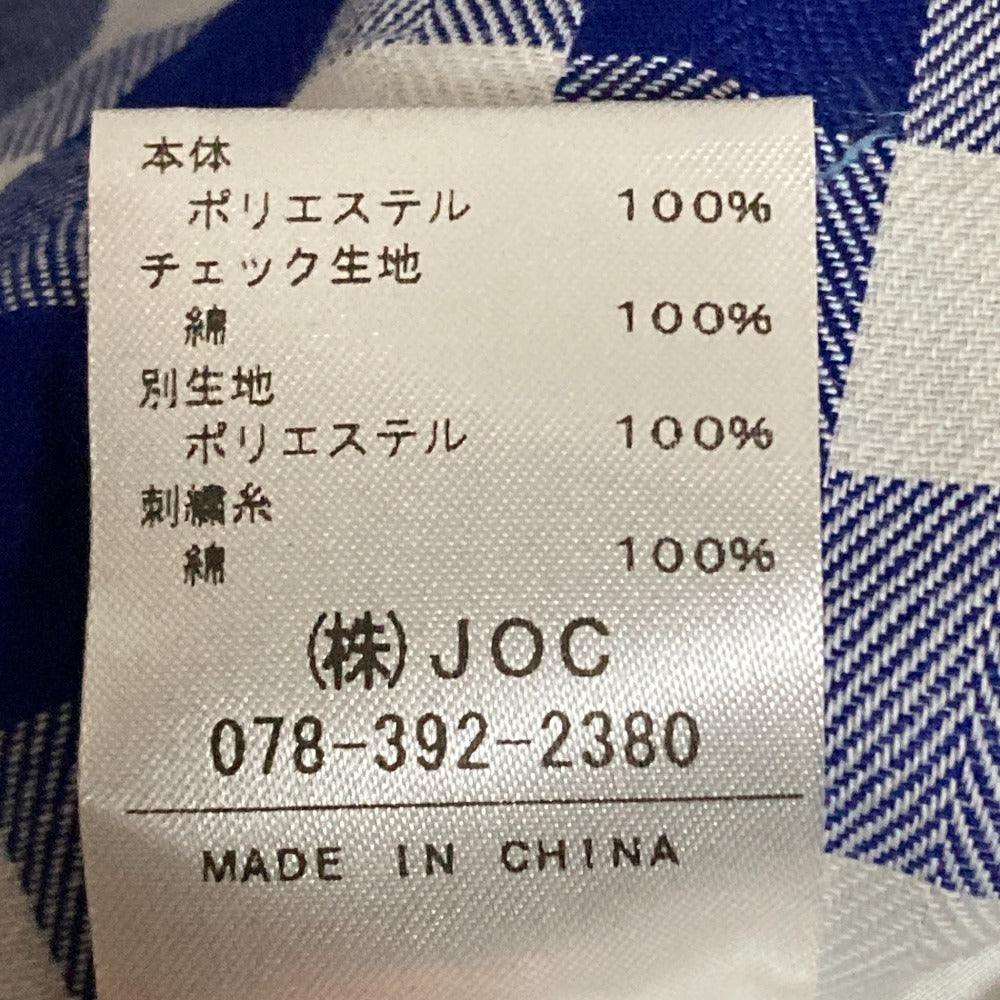 本体
ポリエステル 100%
チェック生地
綿 100%
別生地
ポリエステル 100%
刺繍糸
綿 100%
(株)JOC
078-392-2380
MADE IN CHINA